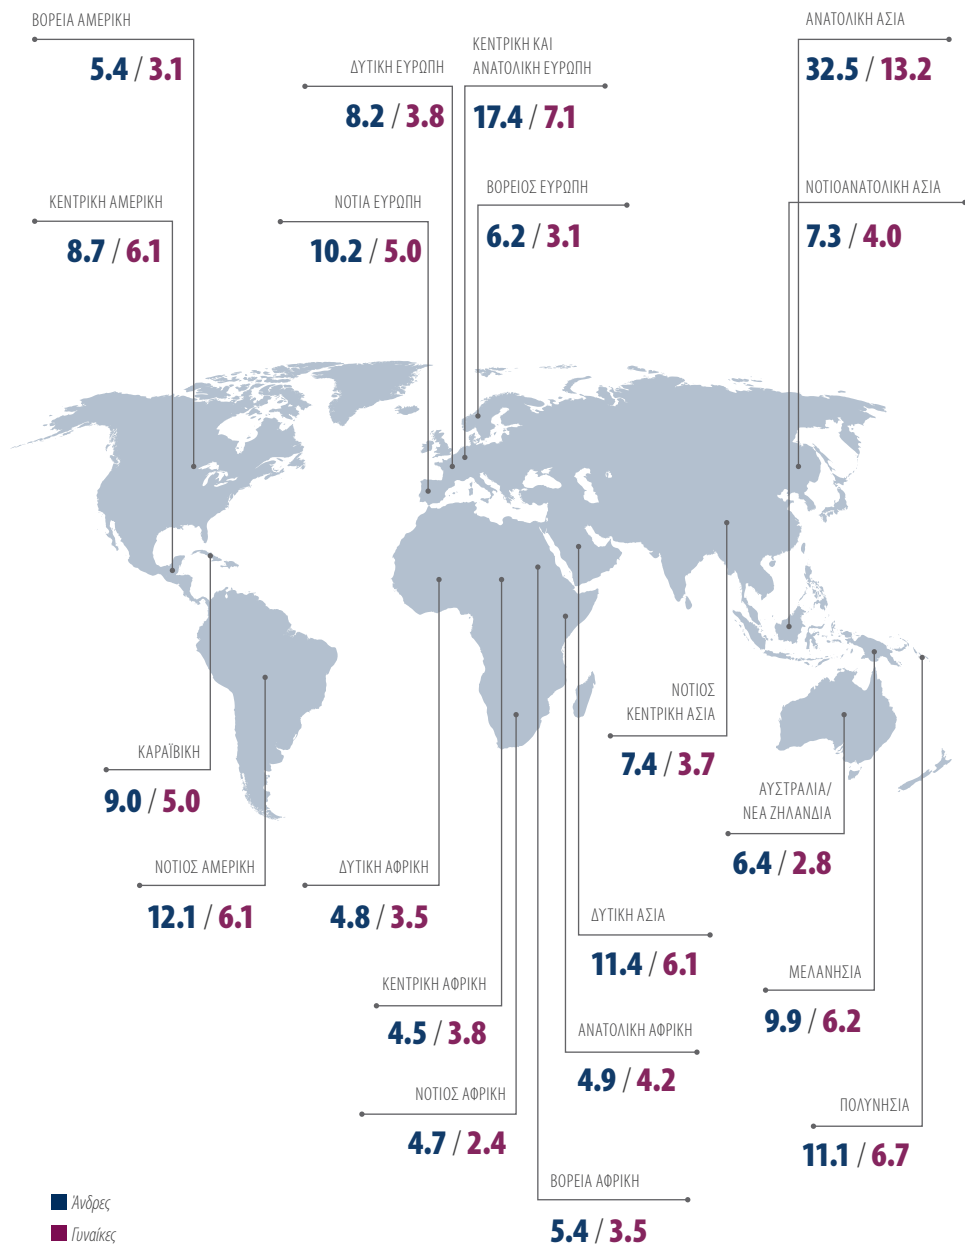 ΒΟΡΕΙΑ ΑΜΕΡΙΚΗ
5.4 / 3.1
ΔΥΤΙΚΗ ΕΥΡΩΠΗ
8.2 / 3.8
ΚΕΝΤΡΙΚΗ ΚΑΙ
ΑΝΑΤΟΛΙΚΗ ΕΥΡΩΠΗ
17.4 / 7.1
ΑΝΑΤΟΛΙΚΗ ΑΣΙΑ
32.5 / 13.2
ΚΕΝΤΡΙΚΗ ΑΜΕΡΙΚΗ
8.7 / 6.1
ΝΟΤΙΑ ΕΥΡΩΠΗ
10.2 / 5.0
ΒΟΡΕΙΟΣ ΕΥΡΩΠΗ
6.2 / 3.1
ΝΟΤΙΟΑΝΑΤΟΛΙΚΗ ΑΣΙΑ
7.3 / 4.0
ΝΟΤΙΟΣ
ΚΕΝΤΡΙΚΗ ΑΣΙΑ
7.4 / 3.7
ΚΑΡΑΪΒΙΚΗ
9.0 / 5.0
ΑΥΣΤΡΑΛΙΑ/
ΝΕΑ ΖΗΛΑΝΔΙΑ
6.4 / 2.8
ΝΟΤΙΟΣ ΑΜΕΡΙΚΗ
12.1 / 6.1
ΔΥΤΙΚΗ ΑΦΡΙΚΗ
4.8 / 3.5
ΔΥΤΙΚΗ ΑΣΙΑ
11.4 / 6.1
ΜΕΛΑΝΗΣΙΑ
9.9 / 6.2
ΚΕΝΤΡΙΚΗ ΑΦΡΙΚΗ
4.5 / 3.8
ΑΝΑΤΟΛΙΚΗ ΑΦΡΙΚΗ
4.9 / 4.2
ΝΟΤΙΟΣ ΑΦΡΙΚΗ
4.7 / 2.4
ΠΟΛΥΝΗΣΙΑ
11.1 / 6.7
ΒΟΡΕΙΑ ΑΦΡΙΚΗ
5.4 / 3.5
Άνδρες
Γυναίκες